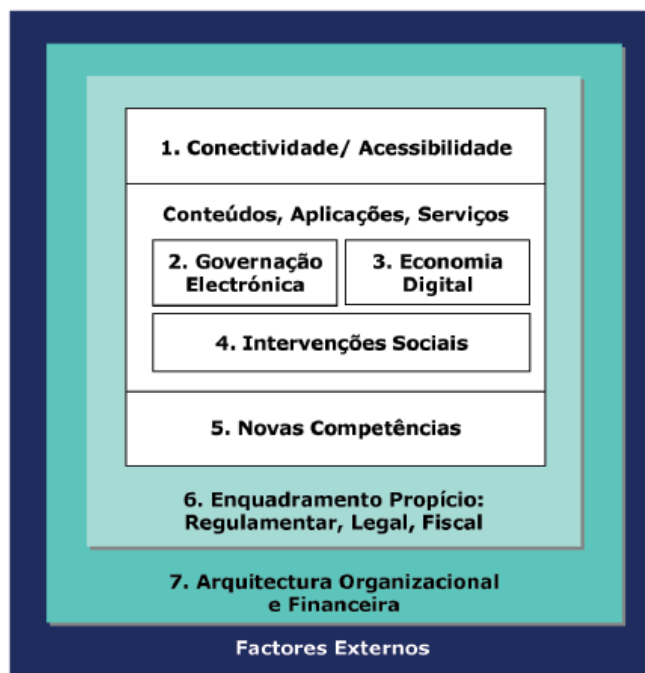 1. Conectividade/ Acessibilidade
Conteúdos, Aplicações, Serviços
2. Governação
Electrónica
3. Economia
Digital
4. Intervenções Sociais
5. Novas Competências
6. Enquadramento Propício:
Regulamentar, Legal, Fiscal
7. Arquitectura Organizacional
e Financeira
Factores Externos